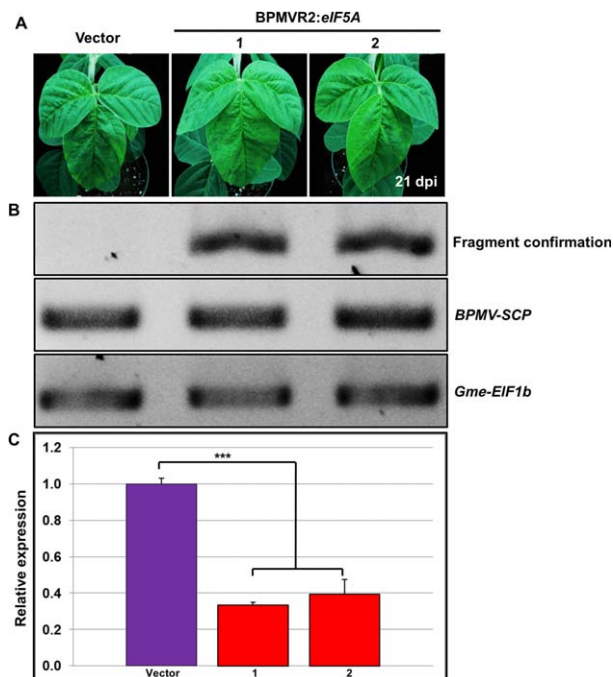 A
BPMVR2:eIF5A
Vector
1
2
21 dpi
B
Fragment confirmation
BPMV-SCP
Gme-EIF1b
C
***
Relative expression
1.2
1.0
0.8
0.6
0.4
0.2
0.0
Vector
1
2